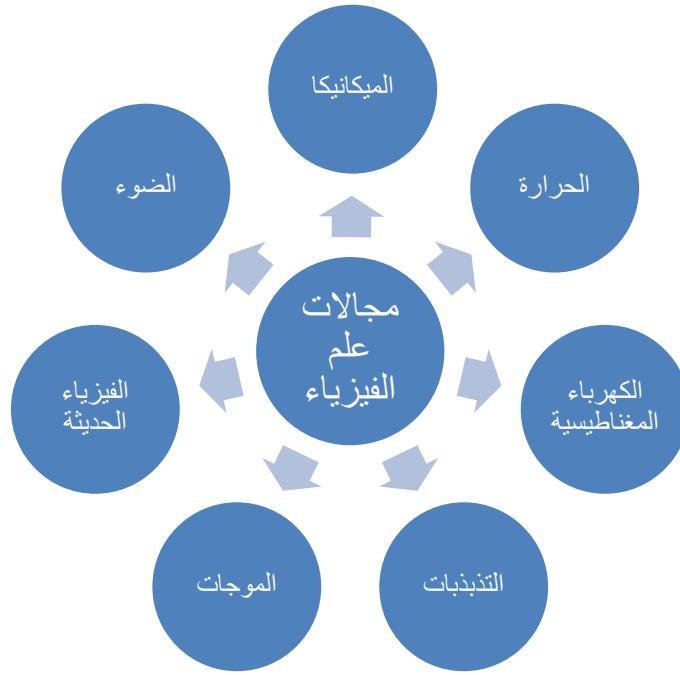 مجالات
علم
الفيزياء
الميكانيكا
الحرارة
الكهرباء
المغناطيسية
التذبذبات
الموجات
الفيزياء
الحديثة
الضوء